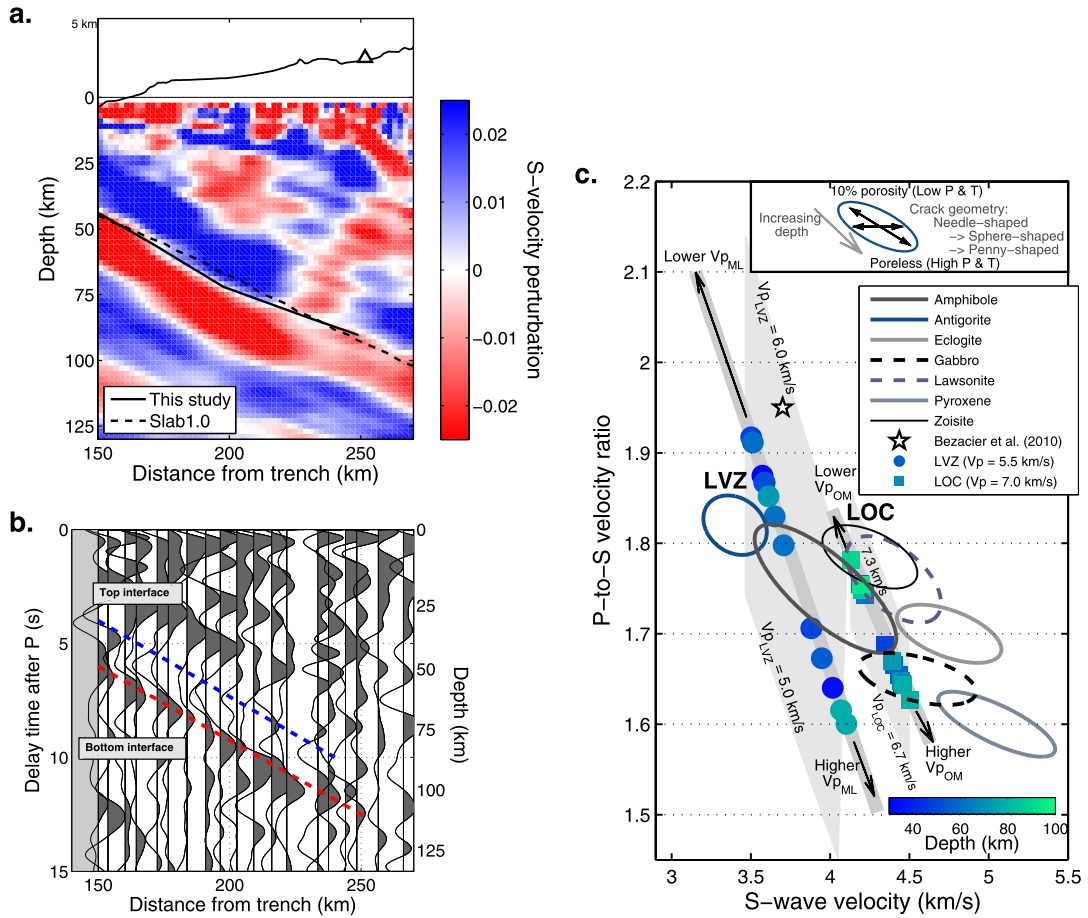 a.
5 km
0
25
50
75
100
125
Depth (km)
This study
Slab1.0
150
200
250
Distance from trench (km)
0.02
0.01
0
−0.01
−0.02
S−velocity perturbation
b.
0
5
10
15
Delay time after P (s)
Top interface
Bottom interface
0
25
50
75
100
125
Depth (km)
150
200
250
Distance from trench (km)
c.
2.2
2.1
2
1.9
1.8
1.7
1.6
1.5
P−to−S velocity ratio
10% porosity (Low P & T)
Increasing
depth
Crack geometry:
Needle−shaped
−> Sphere−shaped
−> Penny−shaped
Poreless (High P & T)
Lower VpML
VpLVZ = 6.0 km/s
Amphibole
Antigorite
Eclogite
Gabbro
Lawsonite
Pyroxene
Zoisite
Bezacier et al. (2010)
LVZ (Vp = 5.5 km/s)
LOC (Vp = 7.0 km/s)
LVZ
Lower
VpOM
LOC
7.3 km/s
VpLVZ = 5.0 km/s
VpLOC = 6.7 km/s
Higher
VpML
Higher
VpOM
40
60
80
100
Depth (km)
3
3.5
4
4.5
5
5.5
S−wave velocity (km/s)